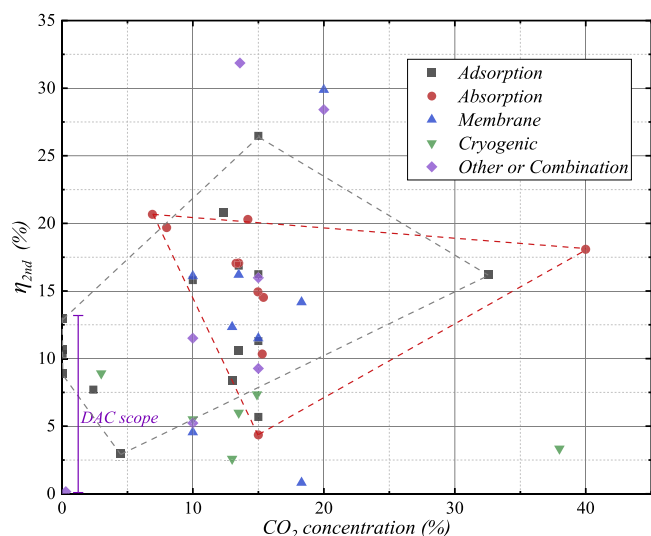 35
30
25
20
15
10
5
0
η2nd (%)
Adsorption
Absorption
Membrane
Cryogenic
Other or Combination
DAC scope
0 10 20 30 40
CO2 concentration (%)